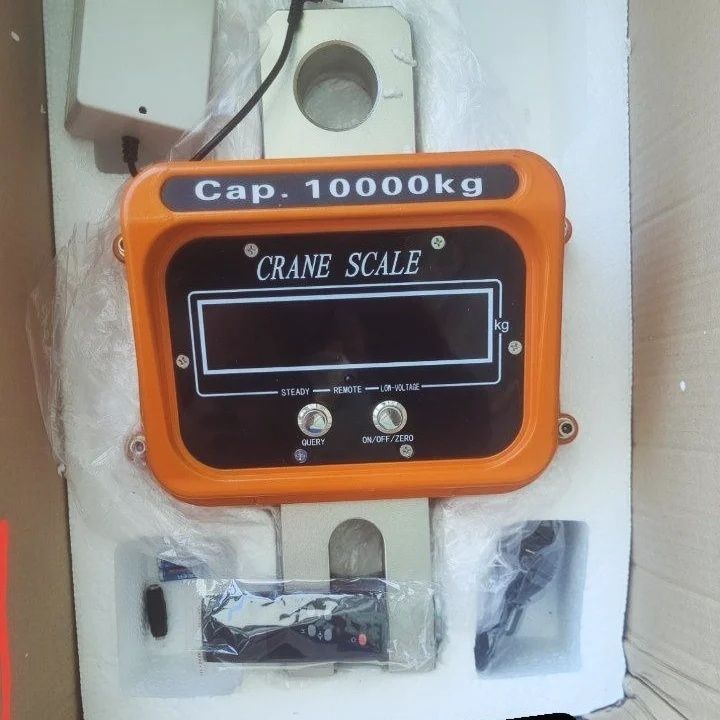 Cap. 10000kg
CRANE SCALE
kg
STEADY REMOTE LOW-VOLTAGE
QUERY ON/OFF/ZERO